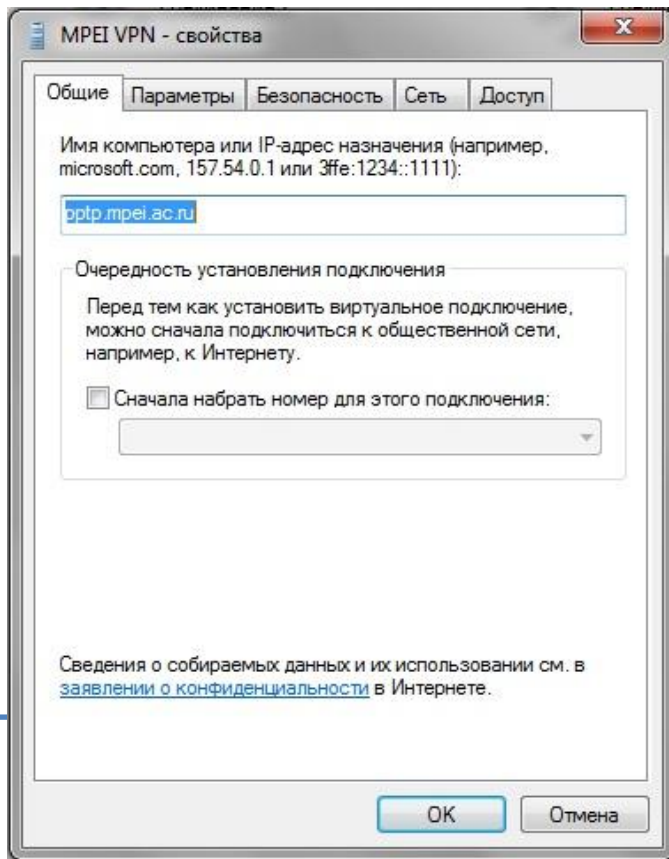 MPEI VPN - свойства
Общие Параметры Безопасность Сеть Доступ
Имя компьютера или IP-адрес назначения (например,
microsoft.com, 157.54.0.1 или 3ffe:1234::1111):
pptp.mpei.ac.ru
Очередность установления подключения
Перед тем как установить виртуальное подключение,
можно сначала подключиться к общественной сети,
например, к Интернету.
Сначала набрать номер для этого подключения:
Сведения о собираемых данных и их использовании см. в
заявлении о конфиденциальности в Интернете.
ОК Отмена